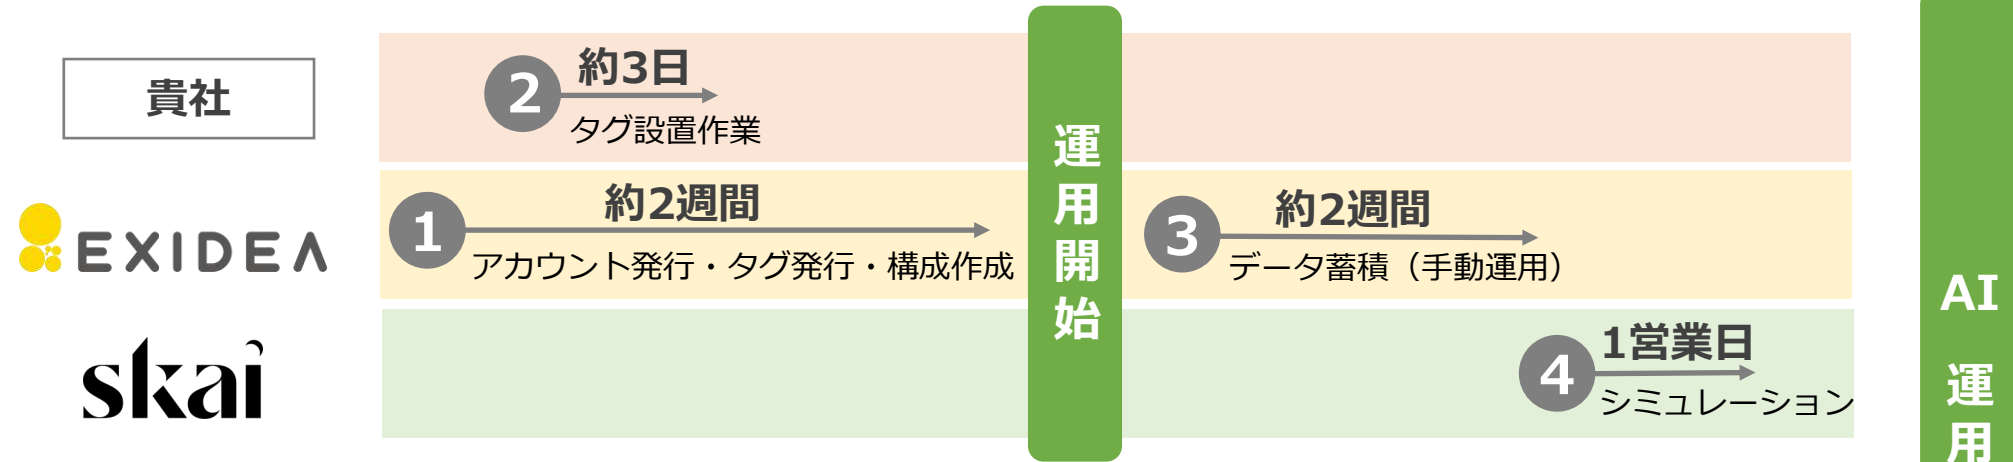 貴社
2
約3日
タグ設置作業
EXIDEA
1
約2週間
アカウント発行・タグ発行・構成作成
運用開始
3
約2週間
データ蓄積（手動運用）
skai
4
1営業日
シミュレーション
AI
運用